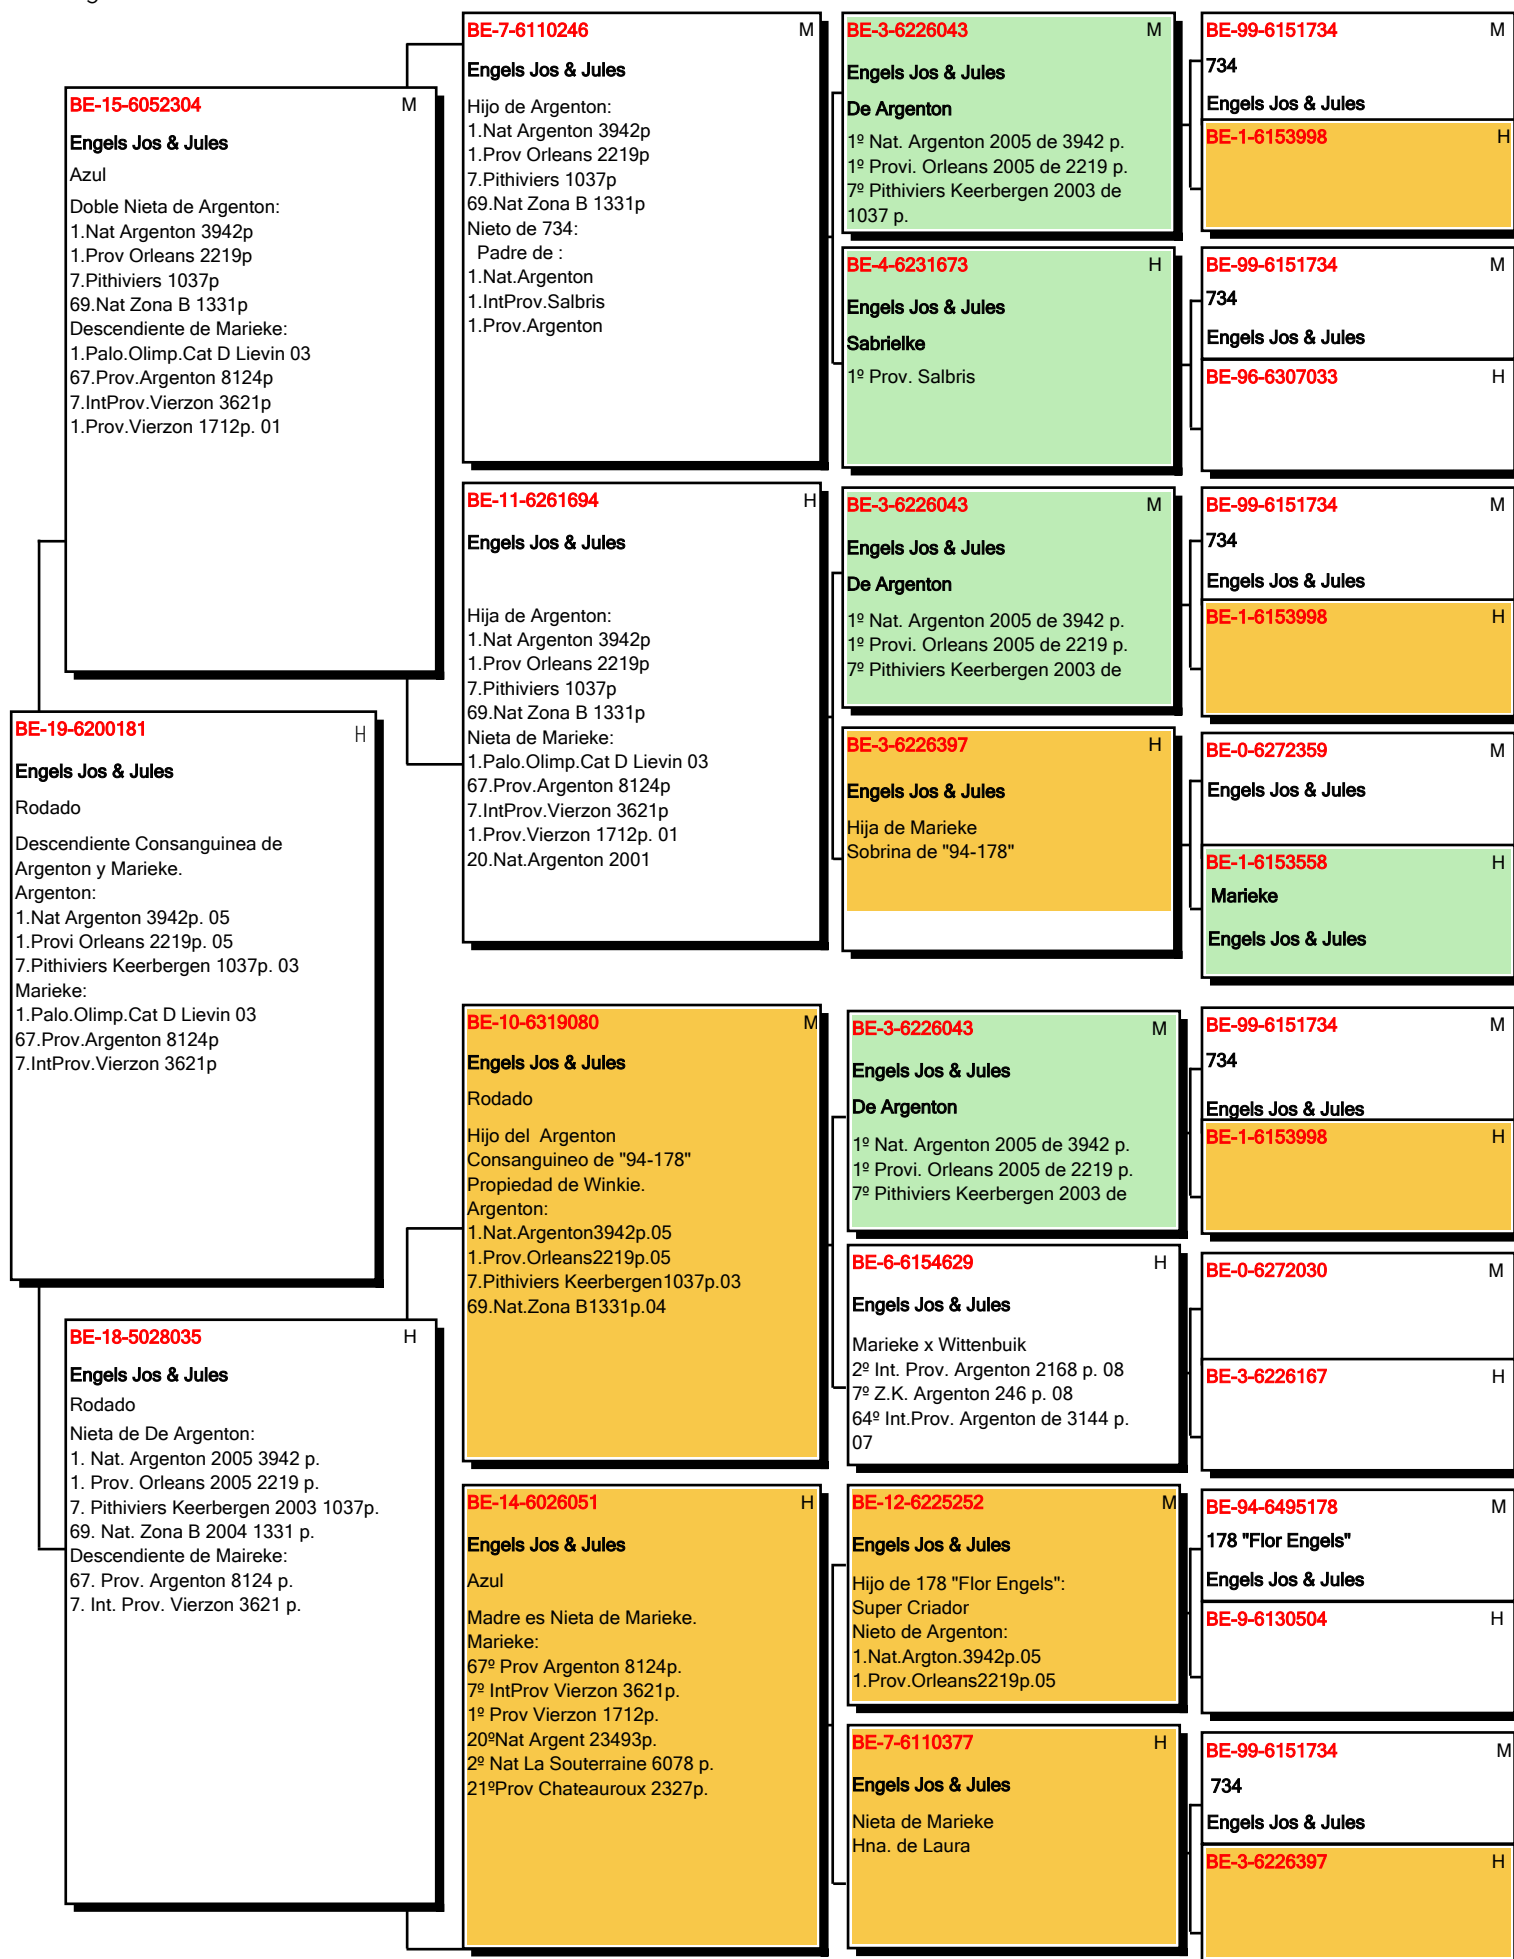 BE-19-6200181 H
Engels Jos & Jules
Rodado
Descendiente Consanguinea de
Argenton y Marieke.
Argenton:
1.Nat Argenton 3942p. 05
1.Provi Orleans 2219p. 05
7.Pithiviers Keerbergen 1037p. 03
Marieke:
1.Palo.Olimp.Cat D Lievin 03
67.Prov.Argenton 8124p
7.IntProv.Vierzon 3621p
BE-15-6052304 M
Engels Jos & Jules
Azul
Doble Nieta de Argenton:
1.Nat Argenton 3942p
1.Prov Orleans 2219p
7.Pithiviers 1037p
69.Nat Zona B 1331p
Descendiente de Marieke:
1.Palo.Olimp.Cat D Lievin 03
67.Prov.Argenton 8124p
7.IntProv.Vierzon 3621p
1.Prov.Vierzon 1712p. 01
BE-18-5028035 H
Engels Jos & Jules
Rodado
Nieta de De Argenton:
1. Nat. Argenton 2005 3942 p.
1. Prov. Orleans 2005 2219 p.
7. Pithiviers Keerbergen 2003 1037p.
69. Nat. Zona B 2004 1331 p.
Descendiente de Maireke:
67. Prov. Argenton 8124 p.
7. Int. Prov. Vierzon 3621 p.
BE-7-6110246 M
Engels Jos & Jules
Hijo de Argenton:
1.Nat Argenton 3942p
1.Prov Orleans 2219p
7.Pithiviers 1037p
69.Nat Zona B 1331p
Nieto de 734:
Padre de :
1.Nat.Argenton
1.IntProv.Salbris
1.Prov.Argenton
BE-11-6261694 H
Engels Jos & Jules
Hija de Argenton:
1.Nat Argenton 3942p
1.Prov Orleans 2219p
7.Pithiviers 1037p
69.Nat Zona B 1331p
Nieta de Marieke:
1.Palo.Olimp.Cat D Lievin 03
67.Prov.Argenton 8124p
7.IntProv.Vierzon 3621p
1.Prov.Vierzon 1712p. 01
20.Nat.Argenton 2001
BE-10-6319080 M
Engels Jos & Jules
Rodado
Hijo del Argenton
Consanguineo de "94-178"
Propiedad de Winkie.
Argenton:
1.Nat.Argenton3942p.05
1.Prov.Orleans2219p.05
7.Pithiviers Keerbergen1037p.03
69.Nat.Zona B1331p.04
BE-14-6026051 H
Engels Jos & Jules
Azul
Madre es Nieta de Marieke.
Marieke:
67º Prov Argenton 8124p.
7º IntProv Vierzon 3621p.
1º Prov Vierzon 1712p.
20ºNat Argent 23493p.
2º Nat La Souterraine 6078 p.
21ºProv Chateauroux 2327p.
BE-3-6226043 M
Engels Jos & Jules
De Argenton
1º Nat. Argenton 2005 de 3942 p.
1º Provi. Orleans 2005 de 2219 p.
7º Pithiviers Keerbergen 2003 de
1037 p.
BE-4-6231673 H
Engels Jos & Jules
Sabrielke
1º Prov. Salbris
BE-3-6226043 M
Engels Jos & Jules
De Argenton
1º Nat. Argenton 2005 de 3942 p.
1º Provi. Orleans 2005 de 2219 p.
7º Pithiviers Keerbergen 2003 de
BE-3-6226397 H
Engels Jos & Jules
Hija de Marieke
Sobrina de "94-178"
BE-3-6226043 M
Engels Jos & Jules
De Argenton
1º Nat. Argenton 2005 de 3942 p.
1º Provi. Orleans 2005 de 2219 p.
7º Pithiviers Keerbergen 2003 de
BE-6-6154629 H
Engels Jos & Jules
Marieke x Wittenbuik
2º Int. Prov. Argenton 2168 p. 08
7º Z.K. Argenton 246 p. 08
64º Int.Prov. Argenton de 3144 p.
07
BE-12-6225252 M
Engels Jos & Jules
Hijo de 178 "Flor Engels":
Super Criador
Nieto de Argenton:
1.Nat.Argton.3942p.05
1.Prov.Orleans2219p.05
BE-7-6110377 H
Engels Jos & Jules
Nieta de Marieke
Hna. de Laura
BE-99-6151734 M
734
Engels Jos & Jules
BE-1-6153998 H
BE-99-6151734 M
734
Engels Jos & Jules
BE-96-6307033 H
BE-99-6151734 M
734
Engels Jos & Jules
BE-1-6153998 H
BE-0-6272359 M
Engels Jos & Jules
BE-1-6153558 H
Marieke
Engels Jos & Jules
BE-99-6151734 M
734
Engels Jos & Jules
BE-1-6153998 H
BE-0-6272030 M
BE-3-6226167 H
BE-94-6495178 M
178 "Flor Engels"
Engels Jos & Jules
BE-9-6130504 H
BE-99-6151734 M
734
Engels Jos & Jules
BE-3-6226397 H